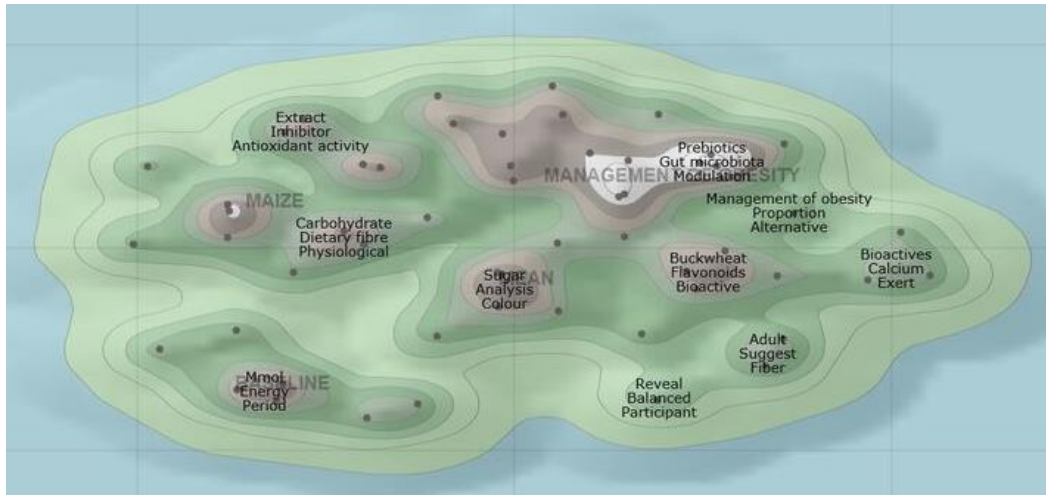 Extract
Inhibitor
Antioxidant activity
Prebiotics
Gut microbiota
Modulation
MAIZE
Management of obesity
Proportion
Alternative
Carbohydrate
Dietary fibre
Physiological
Buckwheat
Flavonoids
Bioactive
Bioactives
Calcium
Exert
Sugar
Analysis
Colour
Adult
Suggest
Fiber
Mmol
Energy
Period
Reveal
Balanced
Participant